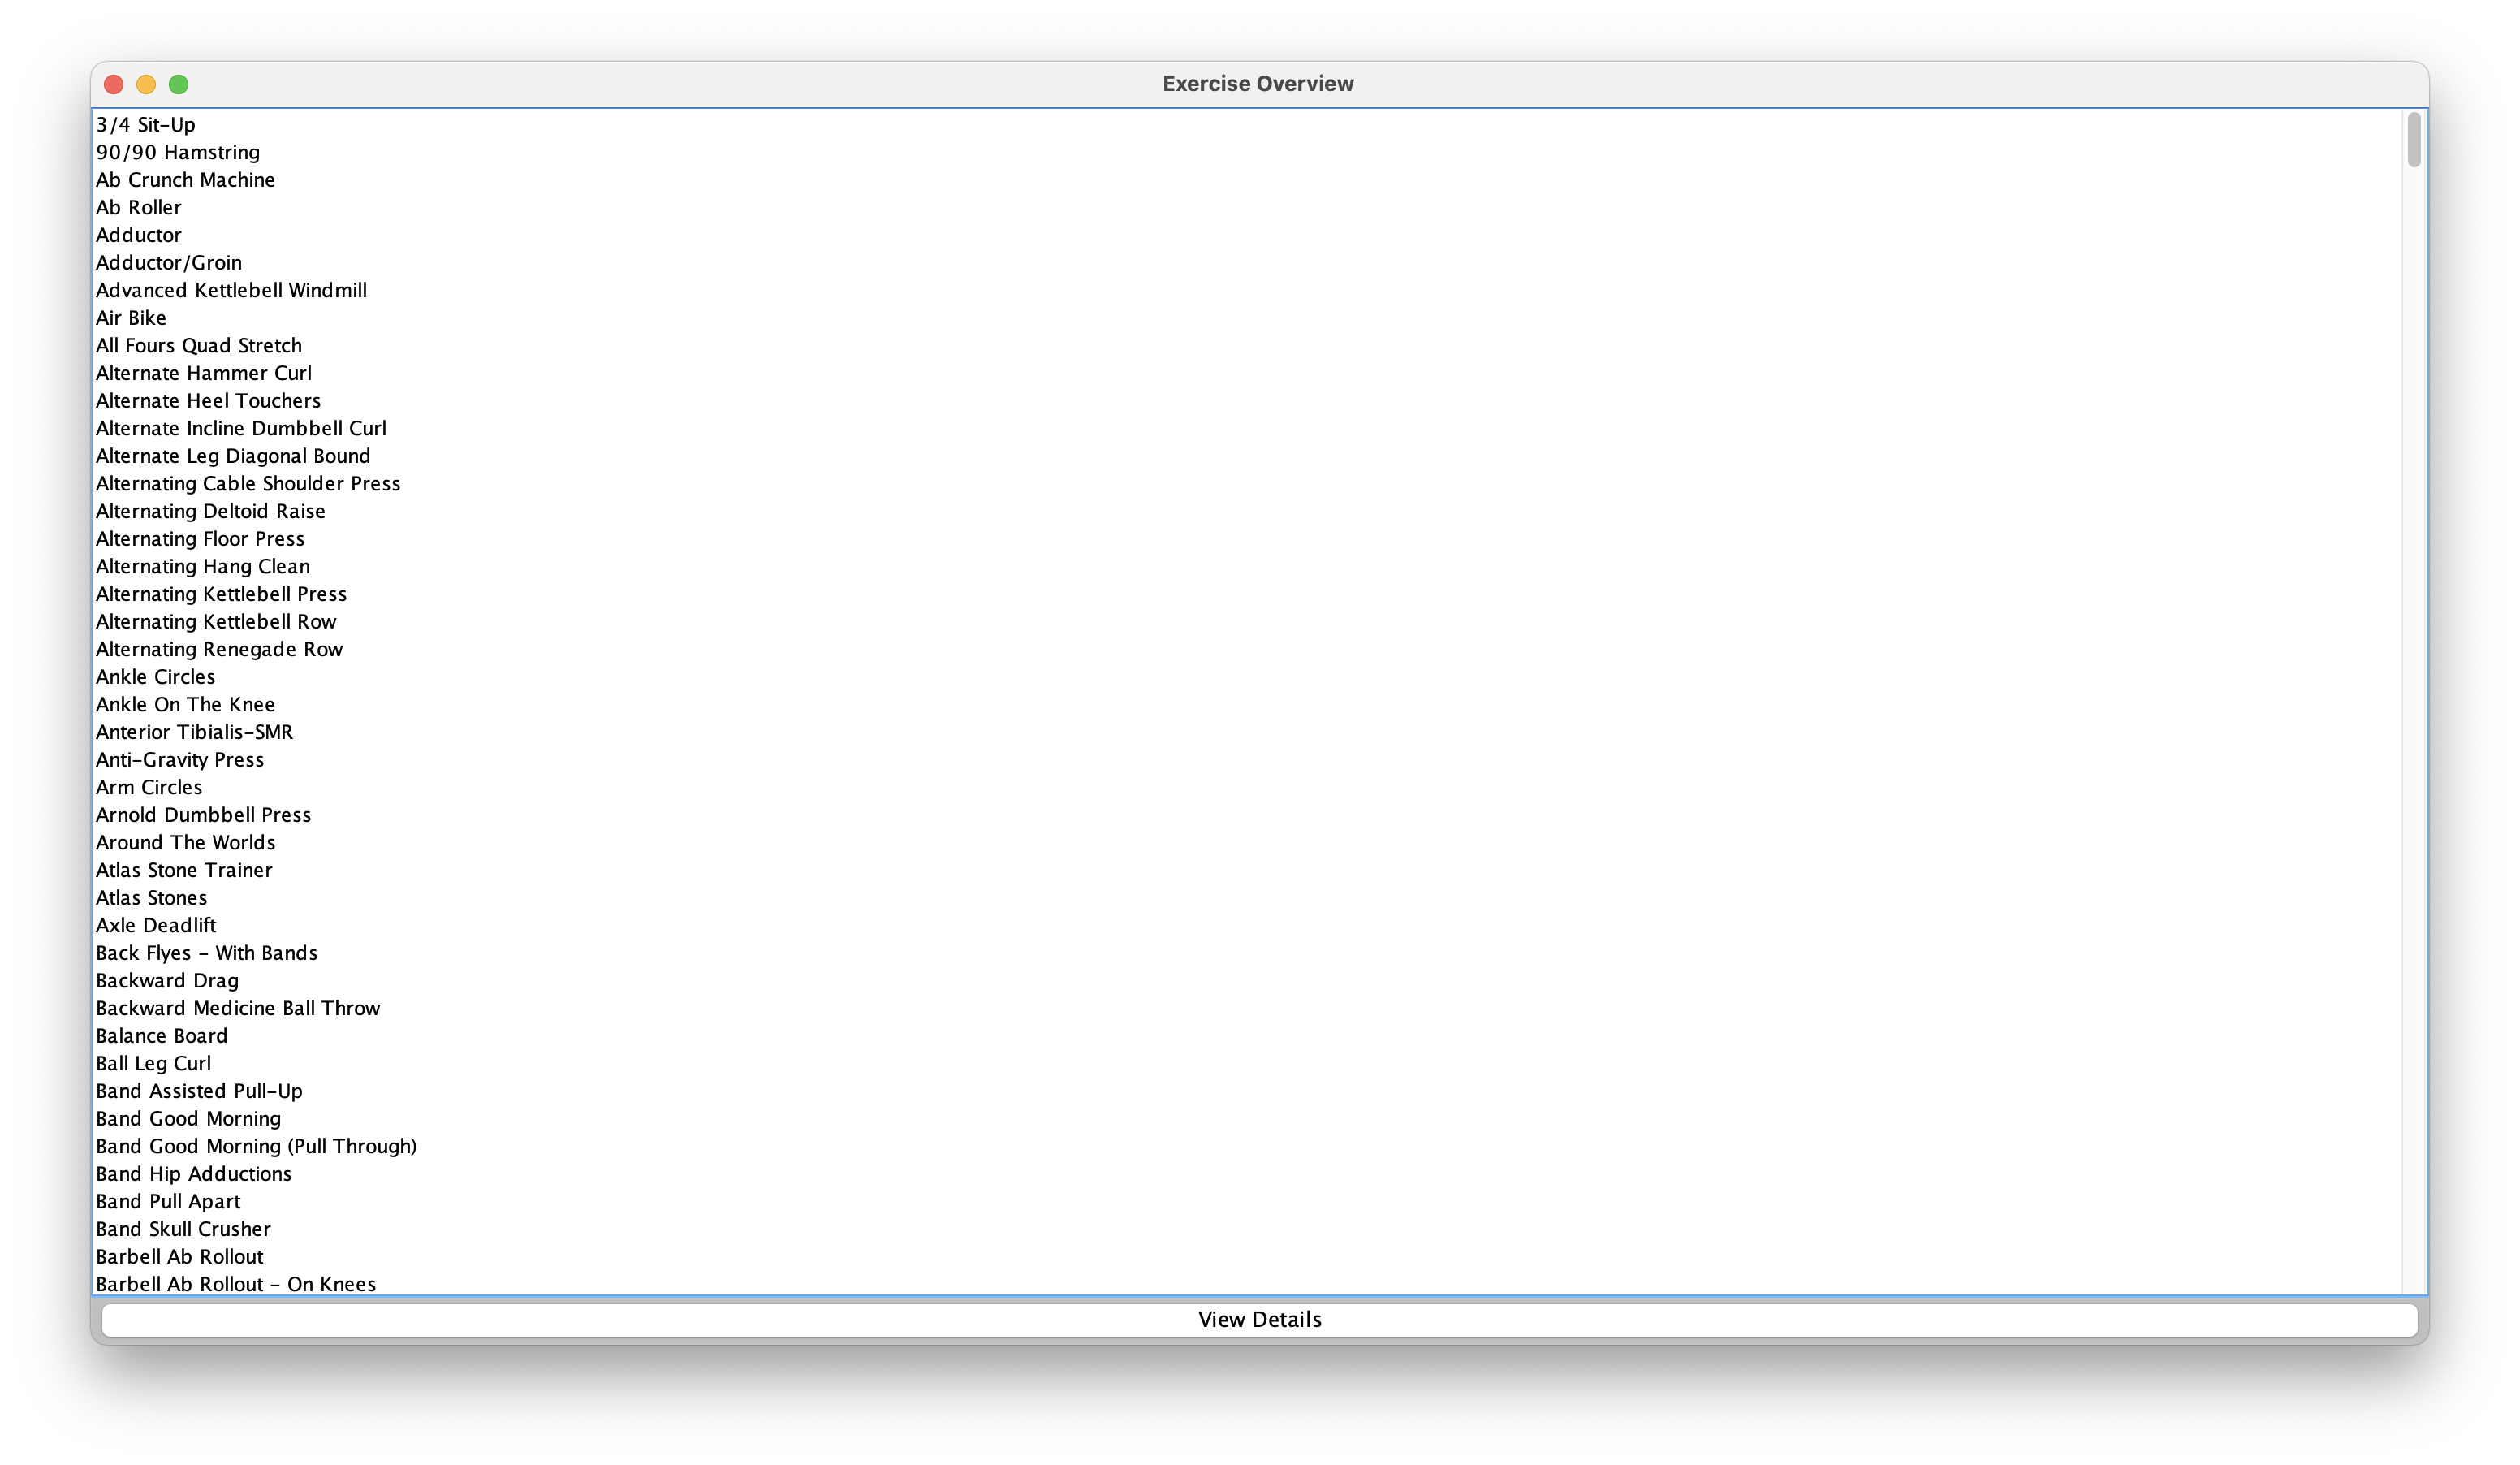 Exercise Overview
3/4 Sit-Up
90/90 Hamstring
Ab Crunch Machine
Ab Roller
Adductor
Adductor/Groin
Advanced Kettlebell Windmill
Air Bike
All Fours Quad Stretch
Alternate Hammer Curl
Alternate Heel Touchers
Alternate Incline Dumbbell Curl
Alternate Leg Diagonal Bound
Alternating Cable Shoulder Press
Alternating Deltoid Raise
Alternating Floor Press
Alternating Hang Clean
Alternating Kettlebell Press
Alternating Kettlebell Row
Alternating Renegade Row
Ankle Circles
Ankle On The Knee
Anterior Tibialis-SMR
Anti-Gravity Press
Arm Circles
Arnold Dumbbell Press
Around The Worlds
Atlas Stone Trainer
Atlas Stones
Axle Deadlift
Back Flyes - With Bands
Backward Drag
Backward Medicine Ball Throw
Balance Board
Ball Leg Curl
Band Assisted Pull-Up
Band Good Morning
Band Good Morning (Pull Through)
Band Hip Adductions
Band Pull Apart
Band Skull Crusher
Barbell Ab Rollout
Barbell Ab Rollout - On Knees
View Details